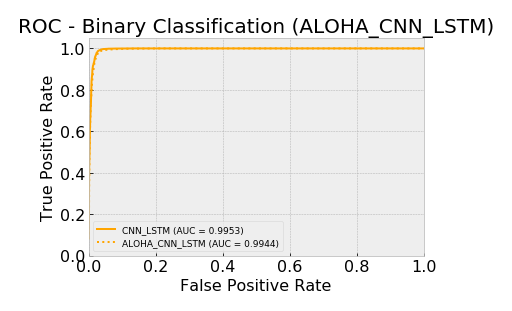 ROC - Binary Classification (ALOHA_CNN_LSTM)
1.0
0.8
0.6
0.4
0.2
0.0
True Positive Rate
CNN_LSTM (AUC = 0.9953)
ALOHA_CNN_LSTM (AUC = 0.9944)
0.0 0.2 0.4 0.6 0.8 1.0
False Positive Rate